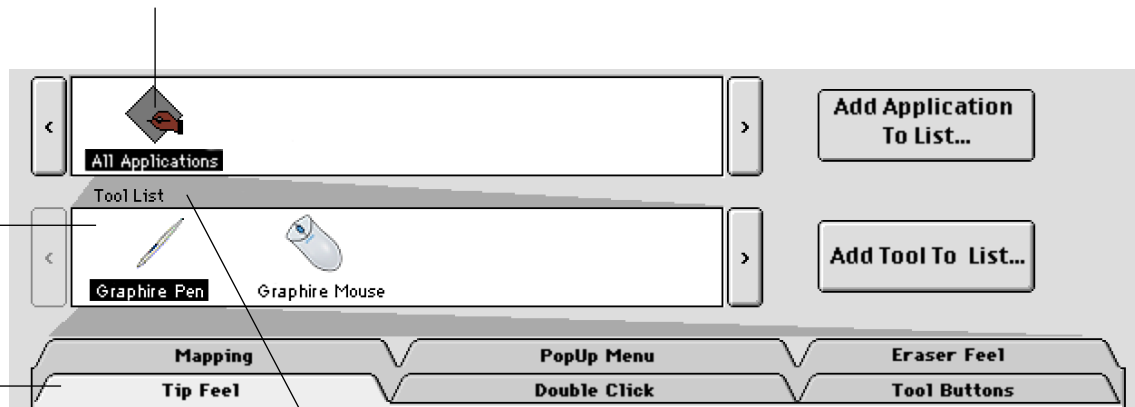 Add Application
To List...
All Applications
Tool List
Add Tool To List...
Graphire Pen
Graphire Mouse
Mapping
PopUp Menu
Eraser Feel
Tip Feel
Double Click
Tool Buttons